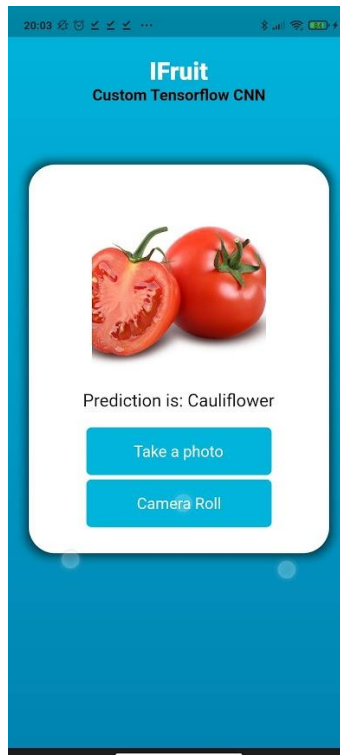 20:03
IFruit
Custom Tensorflow CNN
Prediction is: Cauliflower
Take a photo
Camera Roll